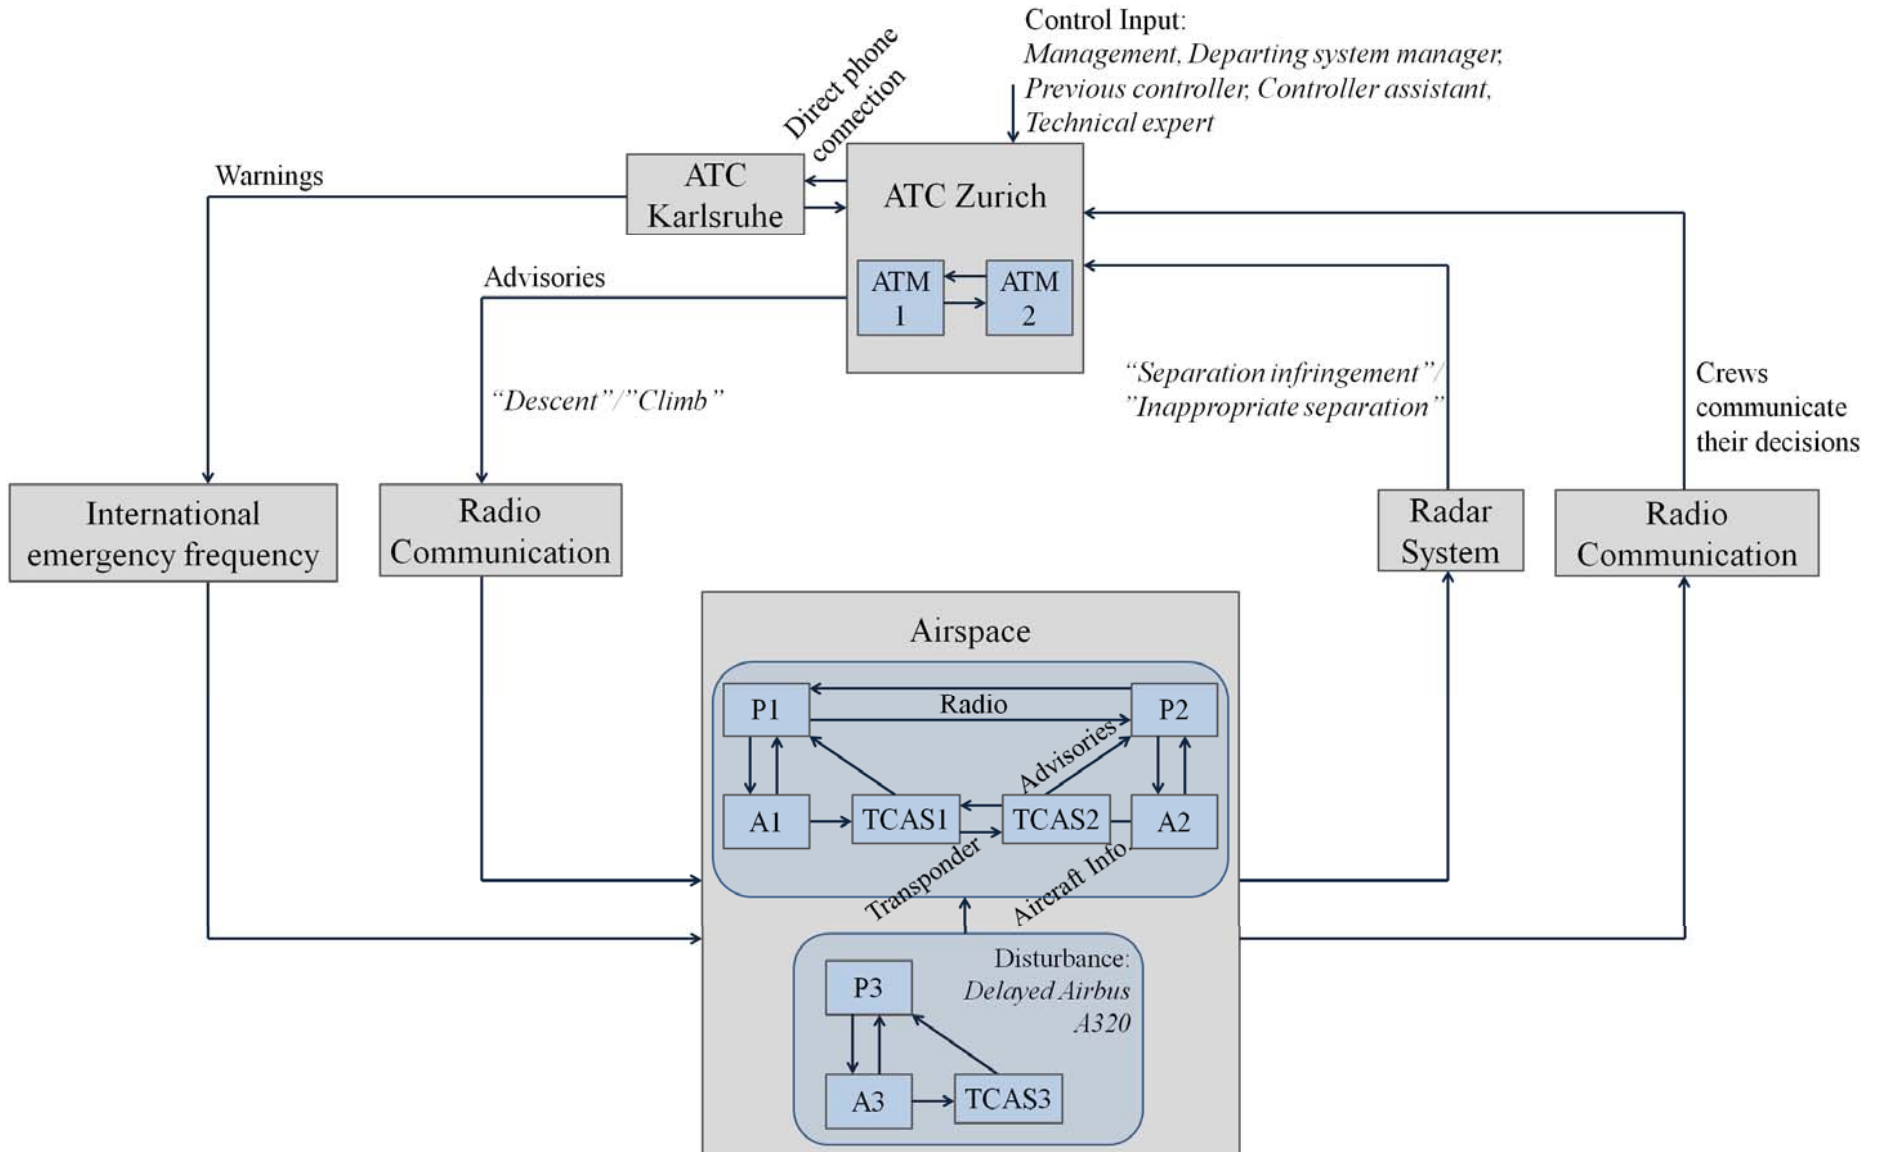 Control Input:
Management, Departing system manager,
Previous controller, Controller assistant,
Technical expert
Direct phone
connection
ATC
Karlsruhe
ATC Zurich
Warnings
Advisories
ATM
1
ATM
2
“Descent”/”Climb”
“Separation infringement”/
”Inappropriate separation”
Crews
communicate
their decisions
International
emergency frequency
Radio
Communication
Radar
System
Radio
Communication
Airspace
P1
Radio
P2
Advisories
A1
TCAS1
TCAS2
A2
Transponder
Aircraft Info.
Disturbance:
Delayed Airbus
A320
P3
A3
TCAS3